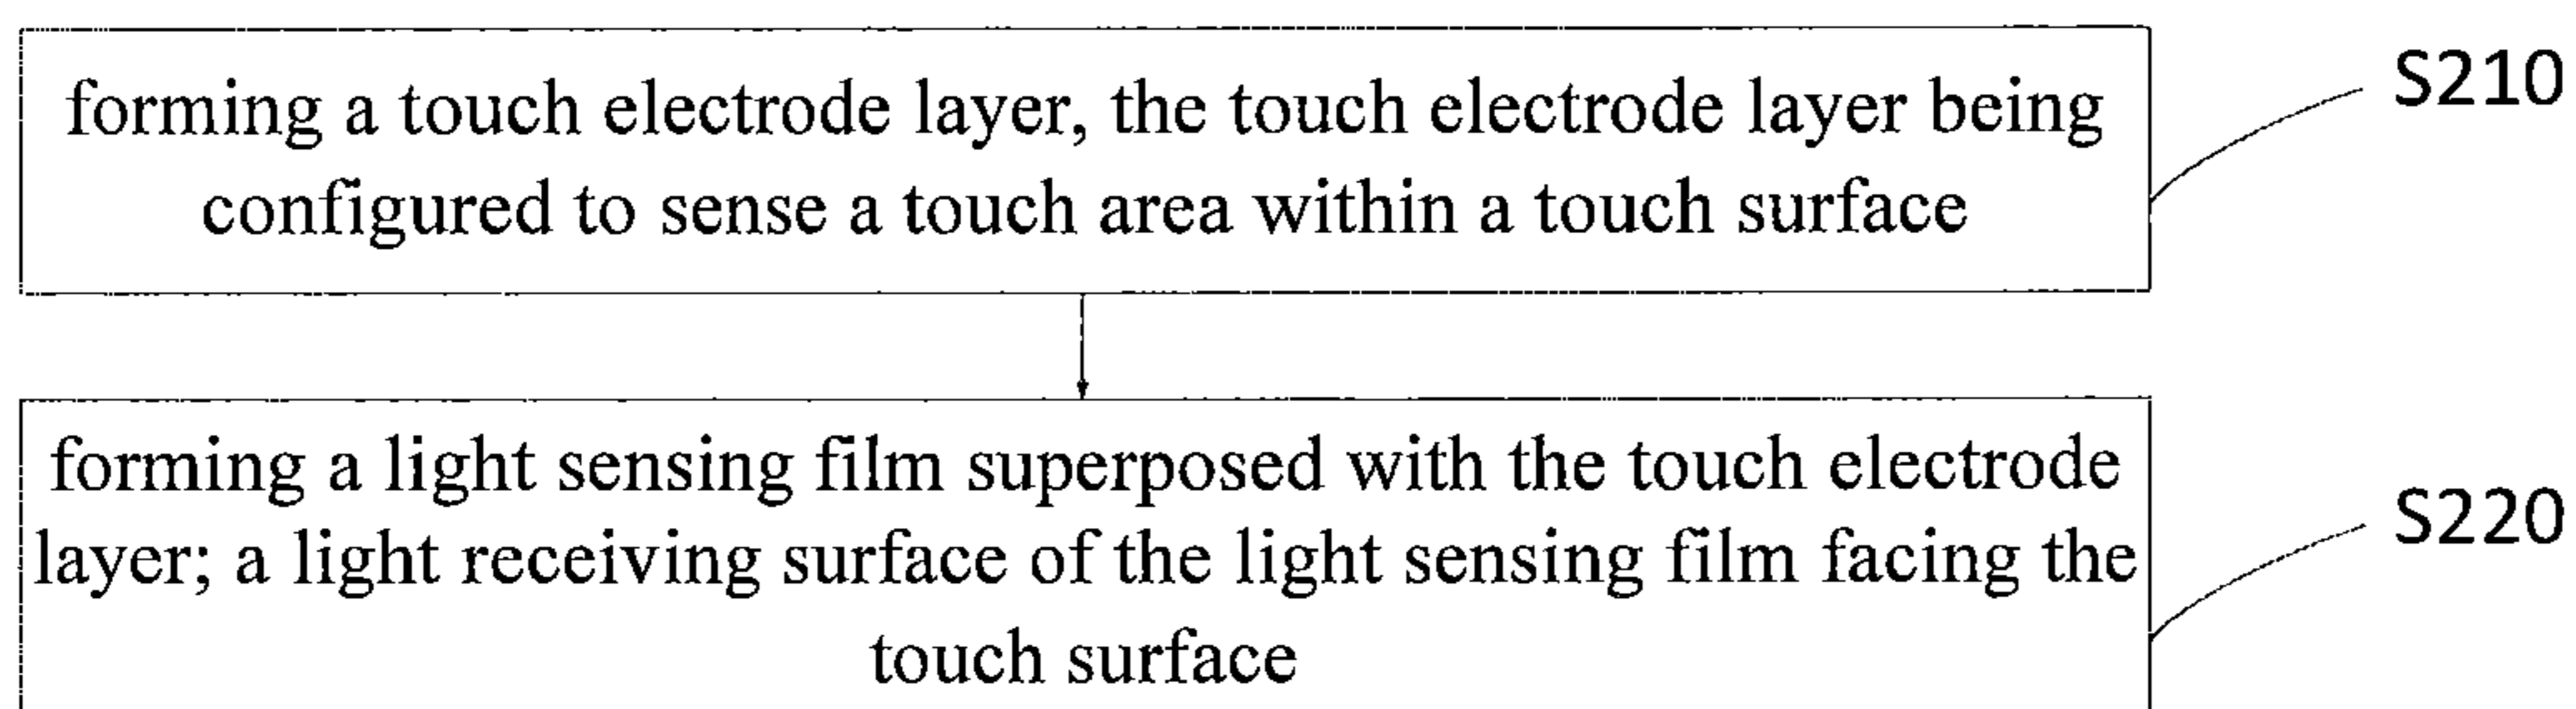 forming a touch electrode layer, the touch electrode layer being
configured to sense a touch area within a touch surface
S210
forming a light sensing film superposed with the touch electrode
layer; a light receiving surface of the light sensing film facing the
touch surface
S220